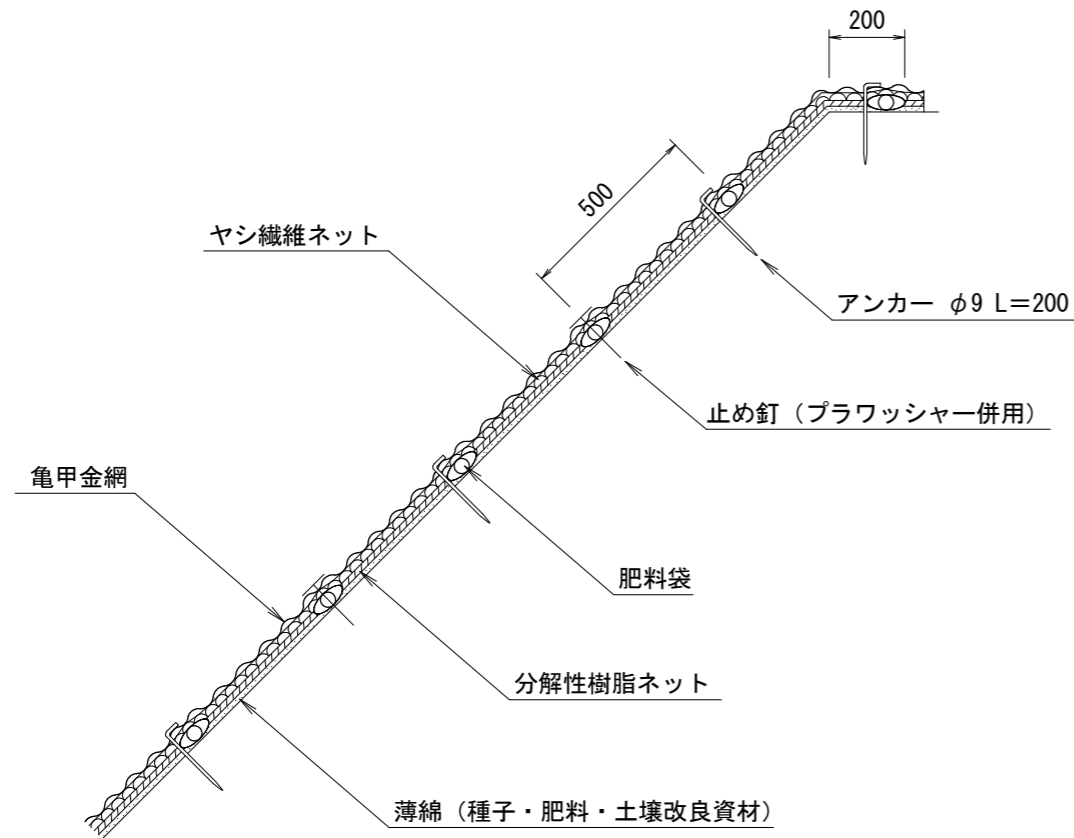 200
500
ヤシ繊維ネット
アンカー φ9 L=200
止め釘（プラワッシャー併用）
亀甲金網
肥料袋
分解性樹脂ネット
薄綿（種子・肥料・土壌改良資材）